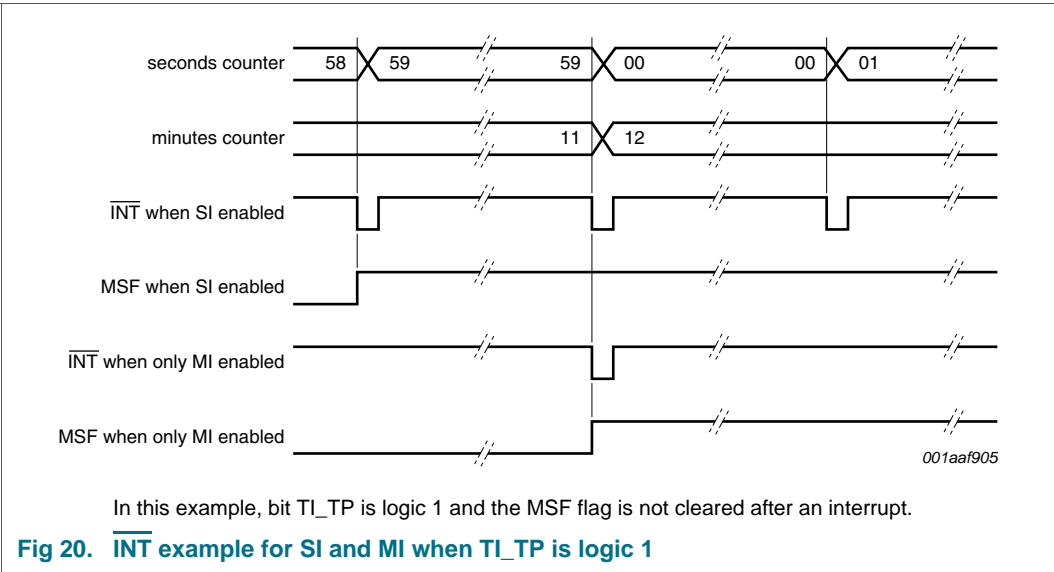 seconds counter 58 59 59 00 00 01
minutes counter 11 12
INT when SI enabled
MSF when SI enabled
INT when only MI enabled
MSF when only MI enabled
001aaf905
In this example, bit TI_TP is logic 1 and the MSF flag is not cleared after an interrupt.
Fig 20. INT example for SI and MI when TI_TP is logic 1